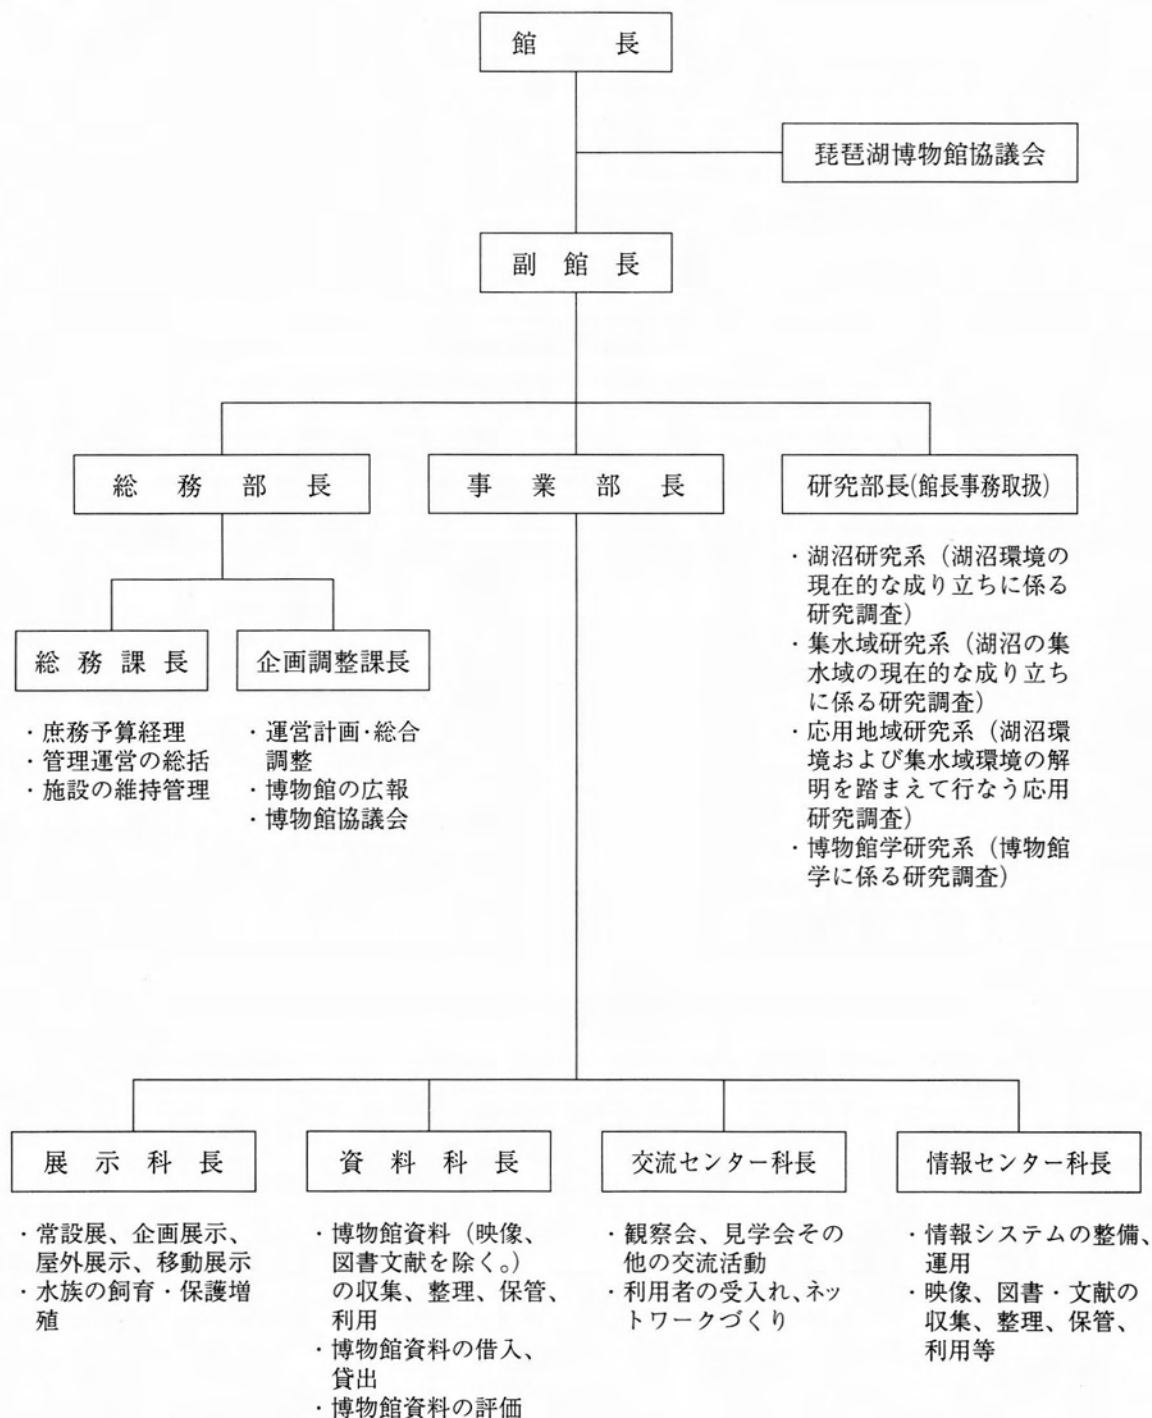 館長
琵琶湖博物館協議会
副館長
総務部長
事業部長
研究部長(館長事務取扱)
・湖沼研究系(湖沼環境の
現在的な成り立ちに係る
研究調査)
・集水域研究系(湖沼の集
水域の現在的な成り立ち
に係る研究調査)
・応用地域研究系(湖沼環
境および集水域環境の解
明を踏まえて行なう応用
研究調査)
・博物館学研究系(博物館
学に係る研究調査)
総務課長
・庶務予算経理
・管理運営の総括
・施設の維持管理
企画調整課長
・運営計画・総合
調整
・博物館の広報
・博物館協議会
展示科長
・常設展、企画展示、
屋外展示、移動展示
・水族の飼育・保護増
殖
資料科長
・博物館資料(映像、
図書文献を除く。)
の収集、整理、保管、
利用
・博物館資料の借入、
貸出
・博物館資料の評価
交流センター科長
・観察会、見学会その
他の交流活動
・利用者の受入れ、ネッ
トワークづくり
情報センター科長
・情報システムの整備、
運用
・映像、図書・文献の
収集、整理、保管、
利用等